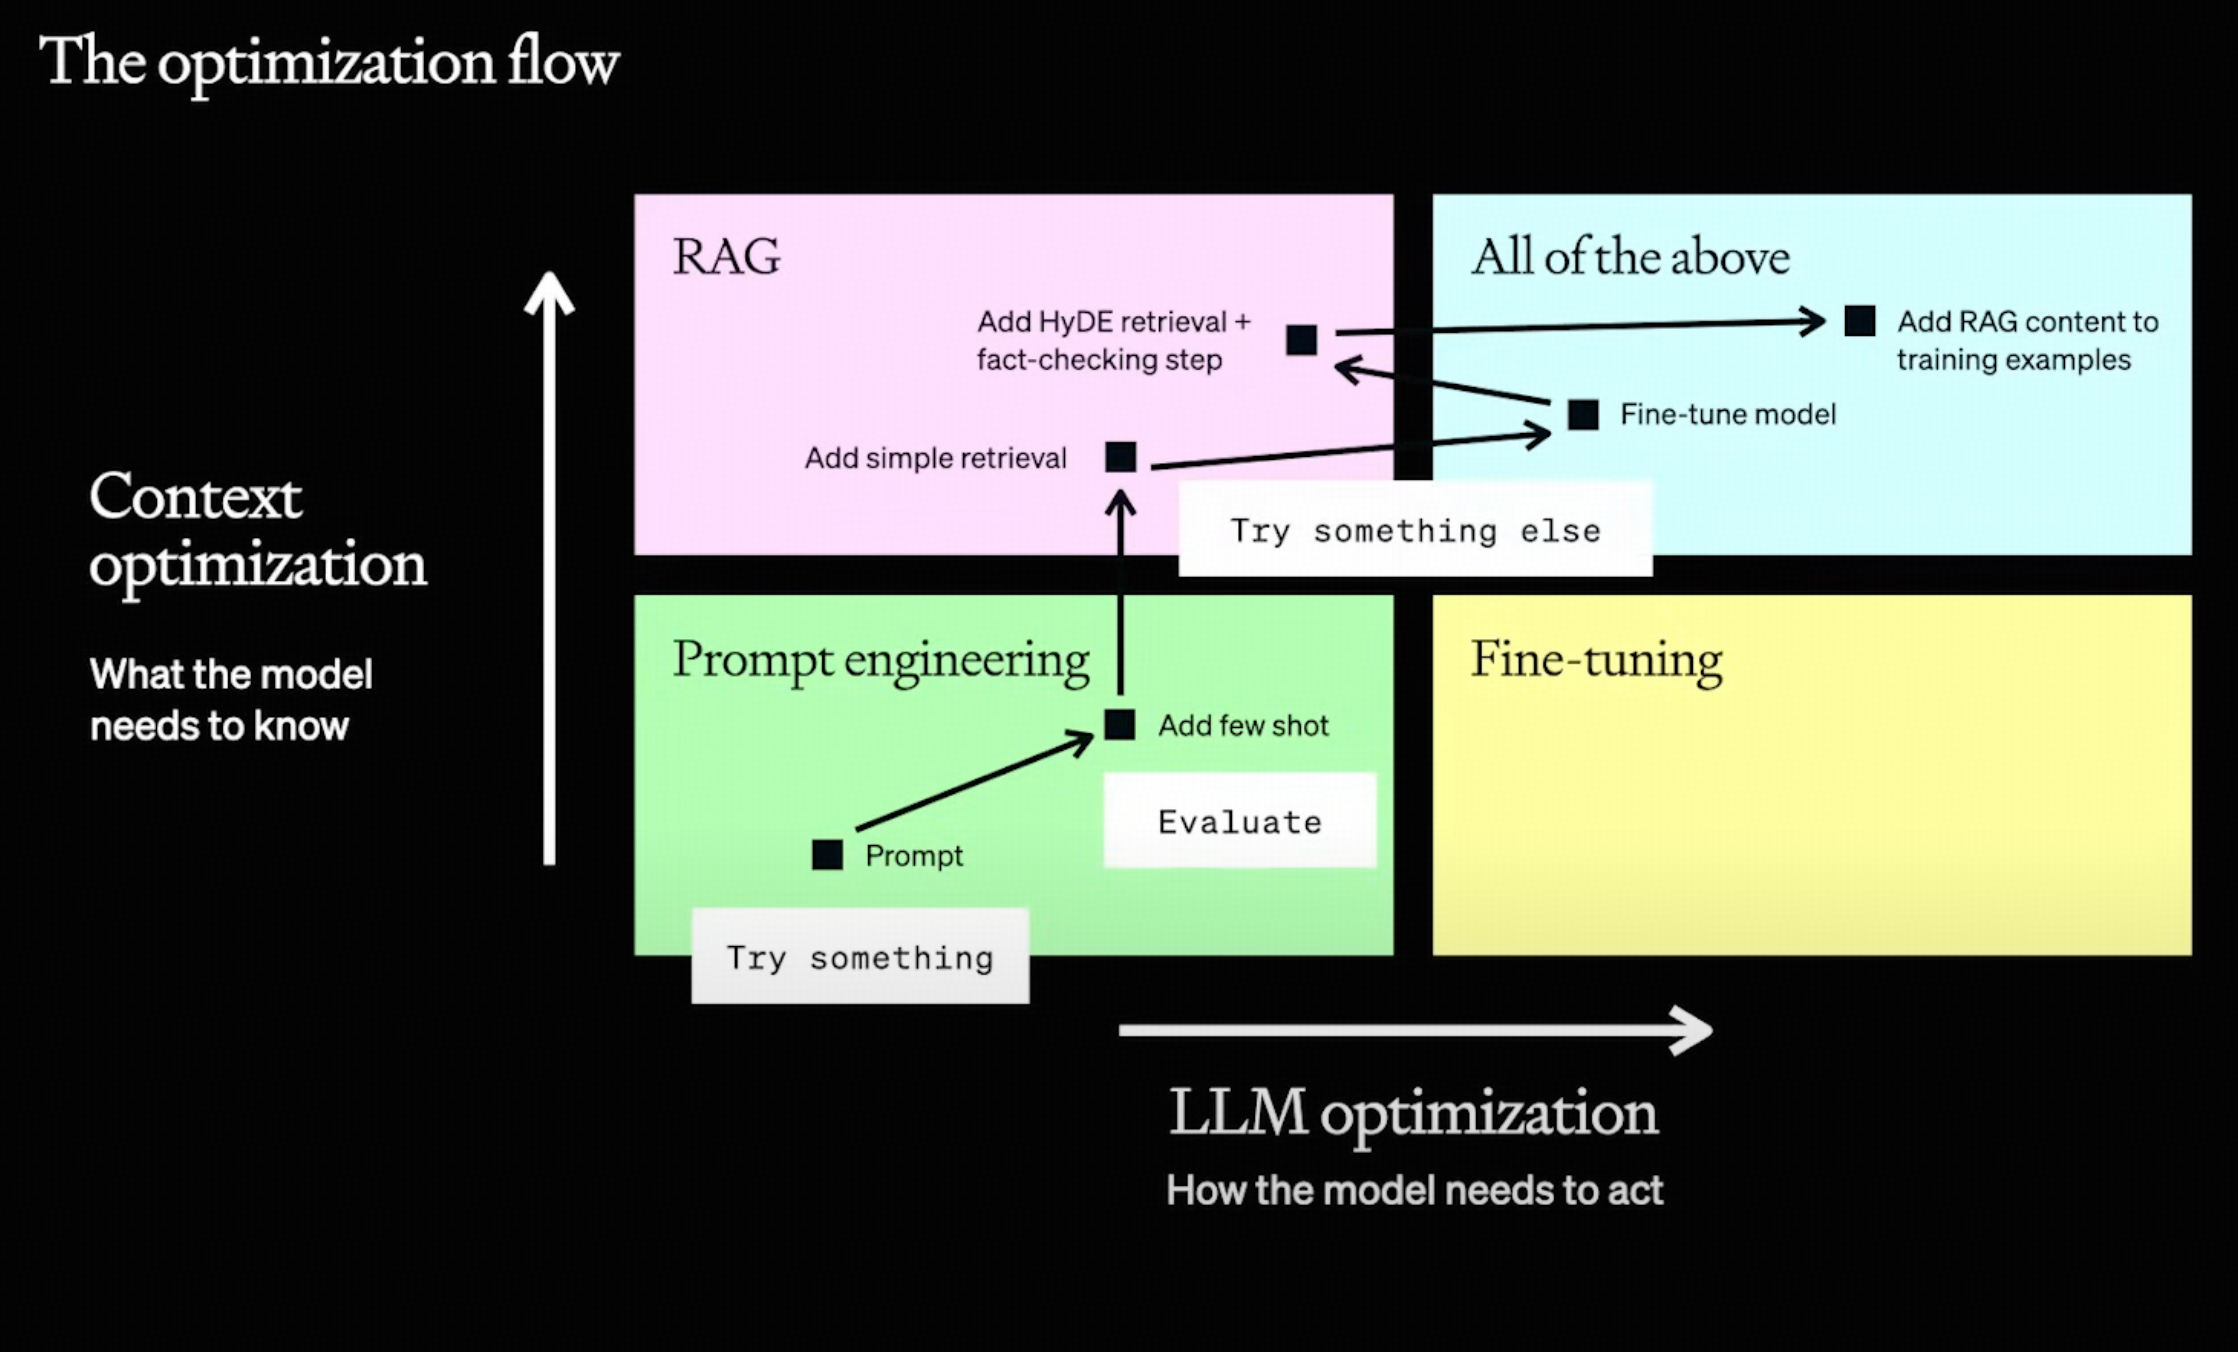 The optimization flow
RAG
Add HyDE retrieval +
fact-checking step
Add simple retrieval
All of the above
Add RAG content to
training examples
Fine-tune model
Try something else
Context
optimization
What the model
needs to know
Prompt engineering
Add few shot
Evaluate
Prompt
Try something
Fine-tuning
LLM optimization
How the model needs to act